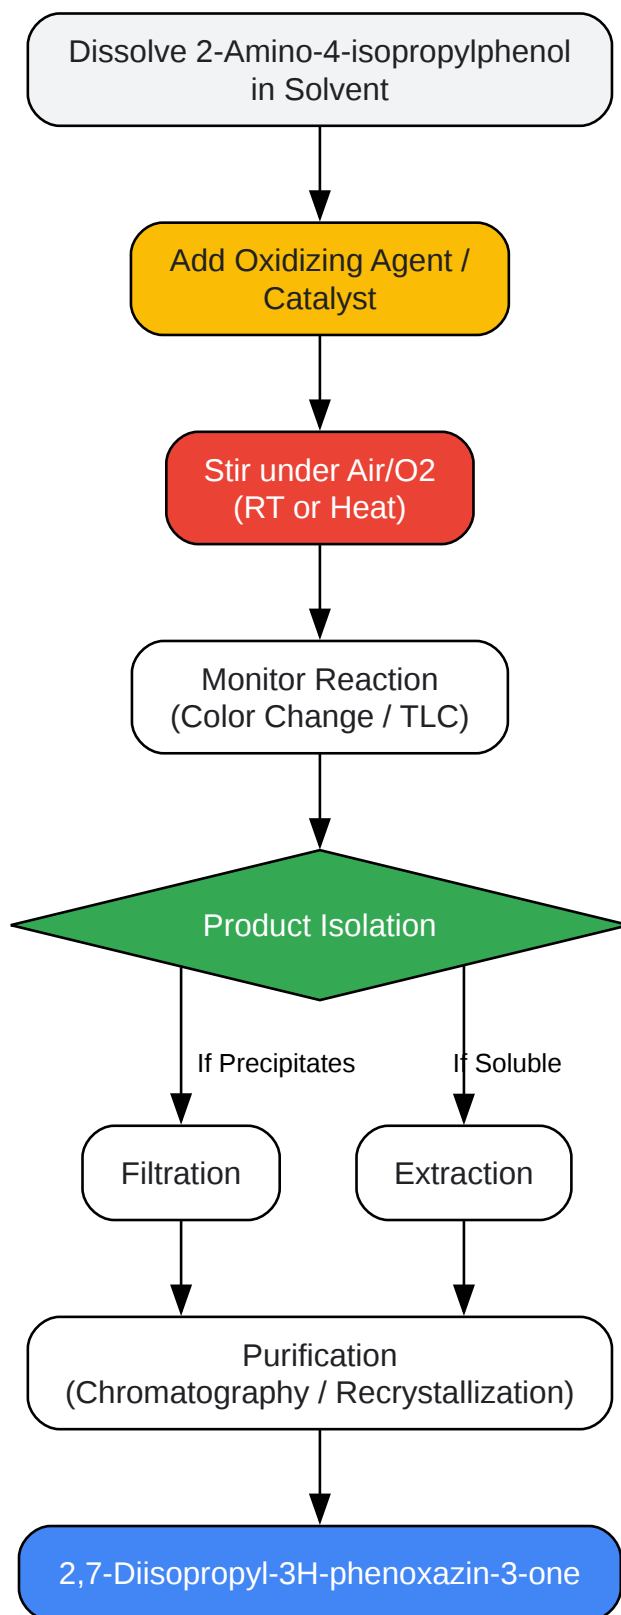 Dissolve 2-Amino-4-isopropylphenol
in Solvent
Add Oxidizing Agent /
Catalyst
Stir under Air/O2
(RT or Heat)
Monitor Reaction
(Color Change / TLC)
Product Isolation
If Precipitates
If Soluble
Filtration
Extraction
Purification
(Chromatography / Recrystallization)
2,7-Diisopropyl-3H-phenoxazin-3-one